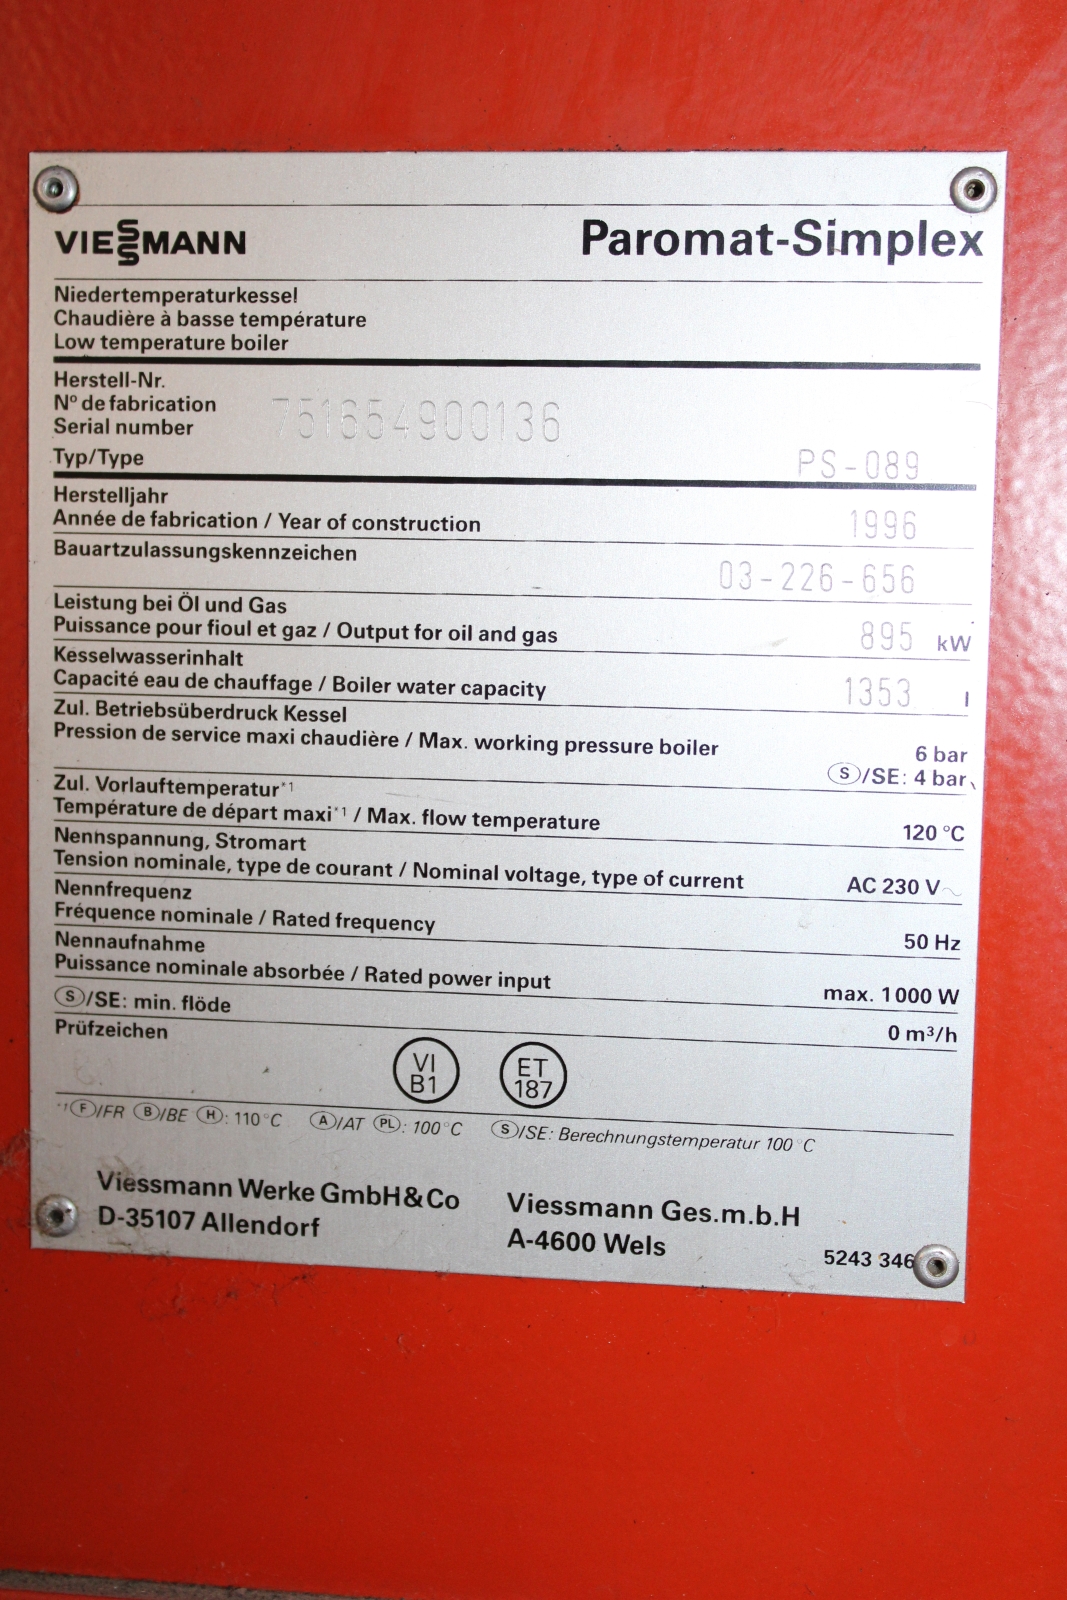 VIESSMANN Paromat-Simplex
Niedertemperaturkessel
Chaudière à basse température
Low temperature boiler
Herstell-Nr.
N° de fabrication
Serial number 751654900136
Typ/Type PS-089
Herstelljahr
Année de fabrication / Year of construction 1996
Bauartzulassungskennzeichen 03-226-656
Leistung bei Öl und Gas
Puissance pour fioul et gaz / Output for oil and gas 895 kW
Kesselwasserinhalt
Capacité eau de chauffage / Boiler water capacity 1353 l
Zul. Betriebsüberdruck Kessel
Pression de service maxi chaudière / Max. working pressure boiler 6 bar
Ⓢ/SE: 4 bar
Zul. Vorlauftemperatur*1
Température de départ maxi*1 / Max. flow temperature 120 °C
Nennspannung, Stromart
Tension nominale, type de courant / Nominal voltage, type of current AC 230 V~
Nennfrequenz
Fréquence nominale / Rated frequency 50 Hz
Nennaufnahme
Puissance nominale absorbée / Rated power input max. 1000 W
Ⓢ/SE: min. flöde 0 m³/h
Prüfzeichen
VI
B1
ET
187
*1 Ⓕ/FR Ⓑ/BE Ⓗ: 110°C Ⓐ/AT (PL): 100°C Ⓢ/SE: Berechnungstemperatur 100 °C
Viessmann Werke GmbH&Co
D-35107 Allendorf
Viessmann Ges.m.b.H
A-4600 Wels
5243 346